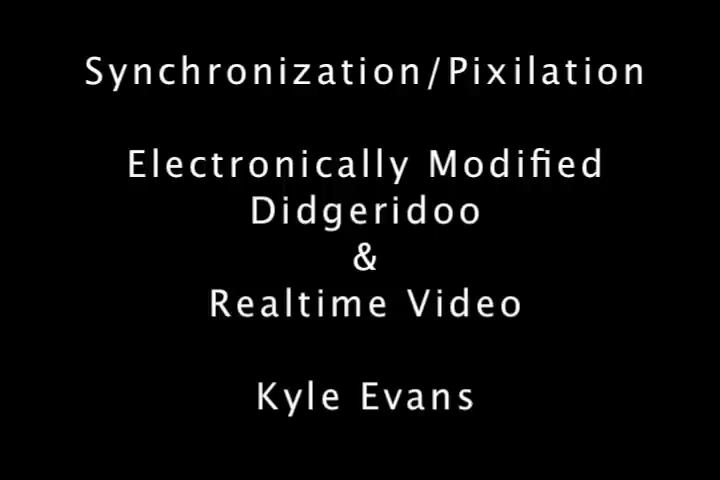 Synchronization/Pixilation
Electronically Modified
Didgeridoo
&
Realtime Video
Kyle Evans